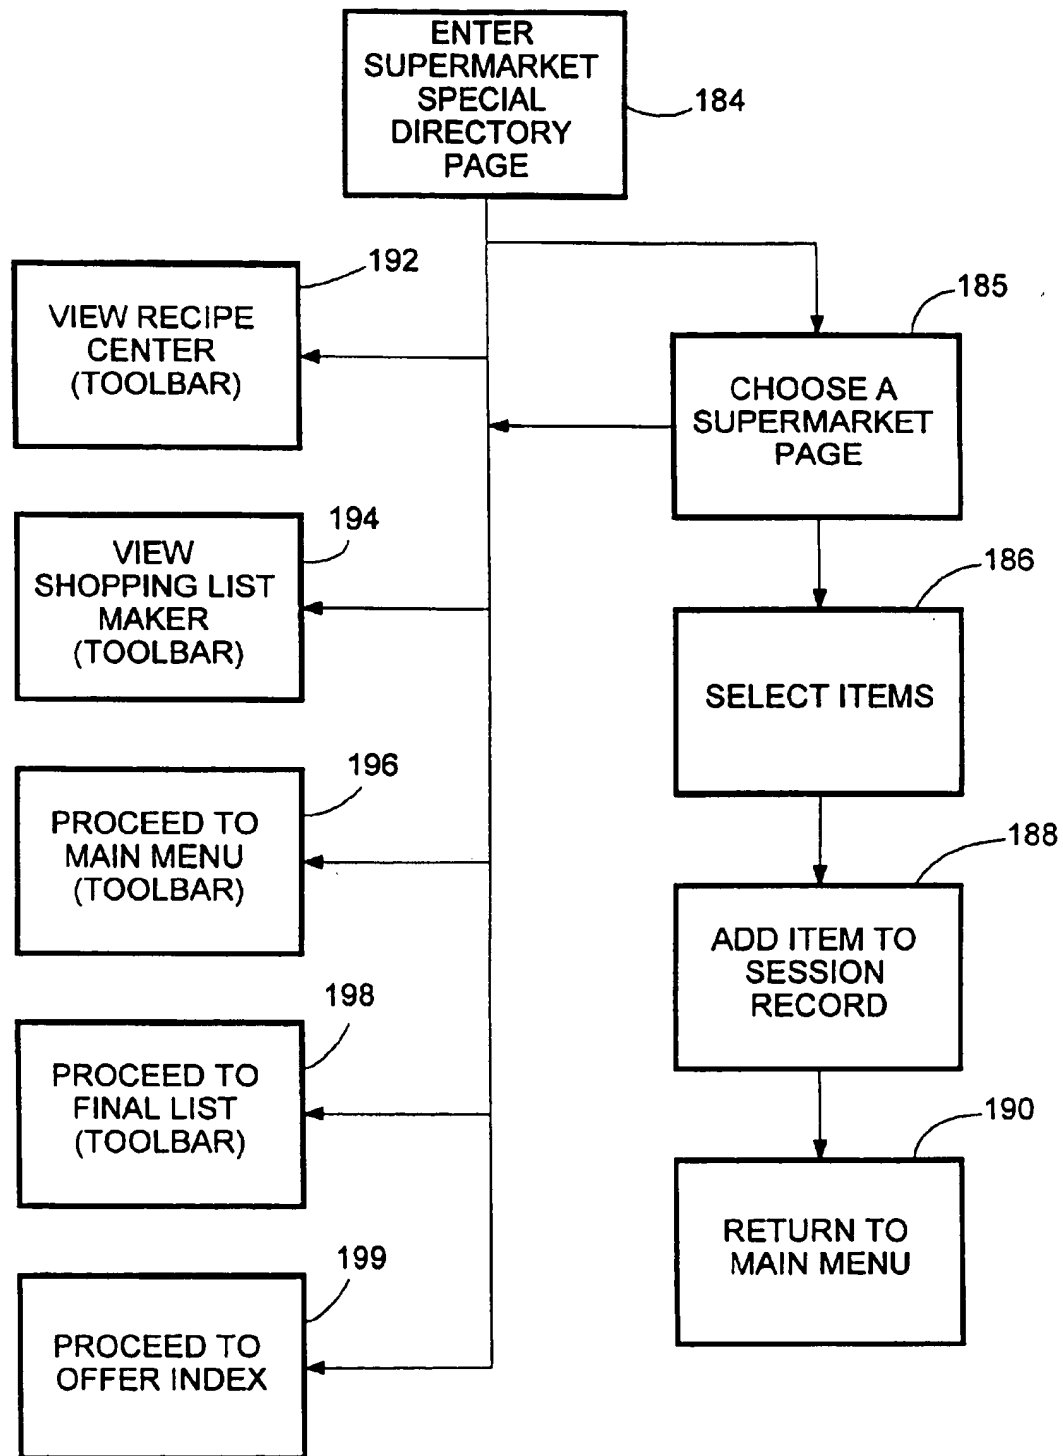 ENTER
SUPERMARKET
SPECIAL
DIRECTORY
PAGE
184
192
VIEW RECIPE
CENTER
(TOOLBAR)
185
CHOOSE A
SUPERMARKET
PAGE
194
VIEW
SHOPPING LIST
MAKER
(TOOLBAR)
186
SELECT ITEMS
196
PROCEED TO
MAIN MENU
(TOOLBAR)
188
ADD ITEM TO
SESSION
RECORD
198
PROCEED TO
FINAL LIST
(TOOLBAR)
190
RETURN TO
MAIN MENU
199
PROCEED TO
OFFER INDEX